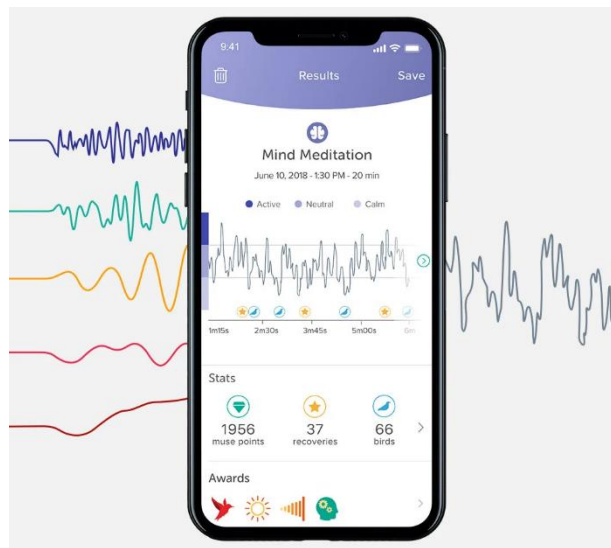 9:41
Results
Save
Mind Meditation
June 10, 2018 - 1:30 PM - 20 min
Active Neutral Calm
1m15s 2m30s 3m45s 5m00s 6m
Stats
1956 37 66
muse points recoveries birds
Awards